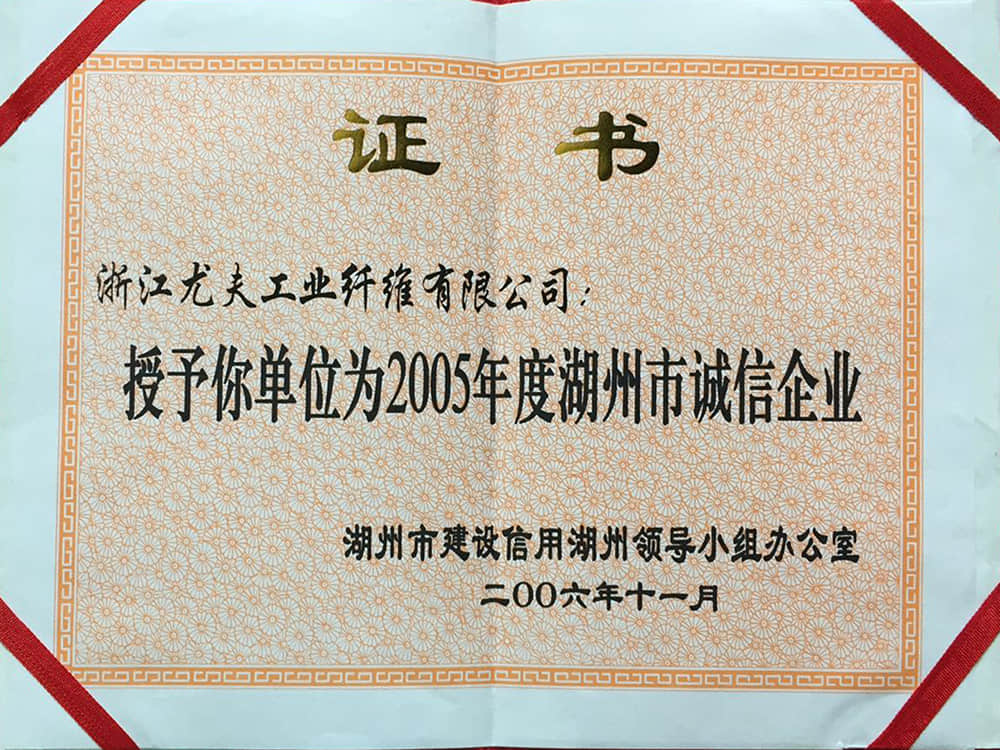 证书
浙江尤夫工业纤维有限公司：
授予你单位为2005年度湖州市诚信企业
湖州市建设信用湖州领导小组办公室
二00六年十一月